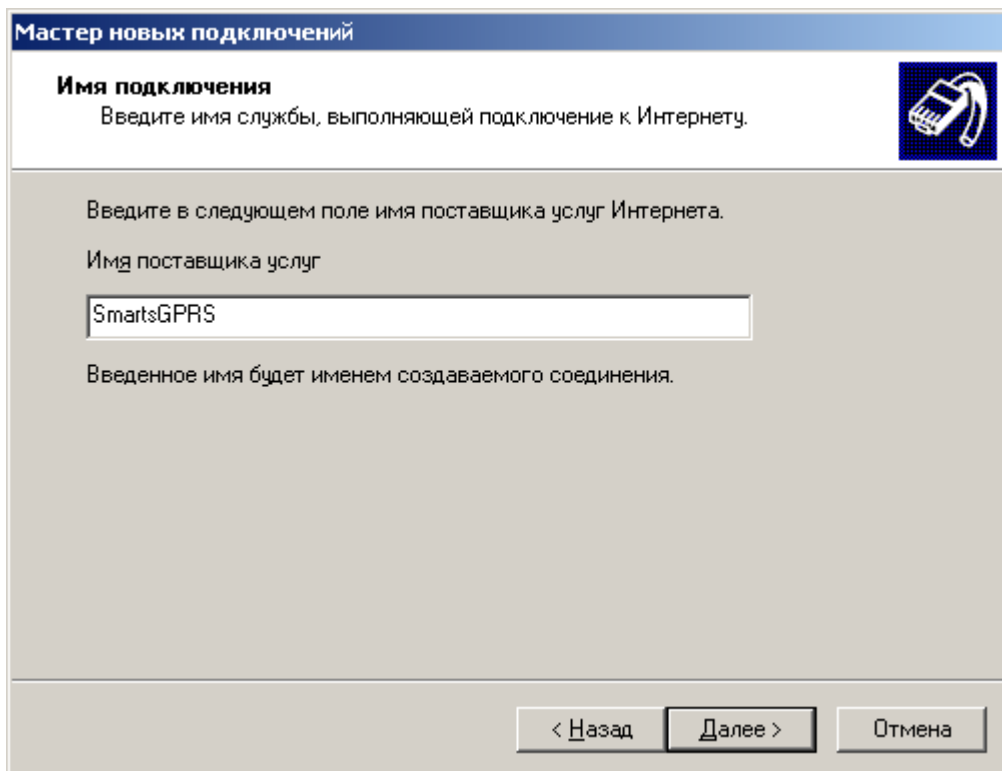 Мастер новых подключений
Имя подключения
Введите имя службы, выполняющей подключение к Интернету.
Введите в следующем поле имя поставщика услуг Интернета.
Имя поставщика услуг
SmartsGPRS
Введенное имя будет именем создаваемого соединения.
< Назад Далее > Отмена